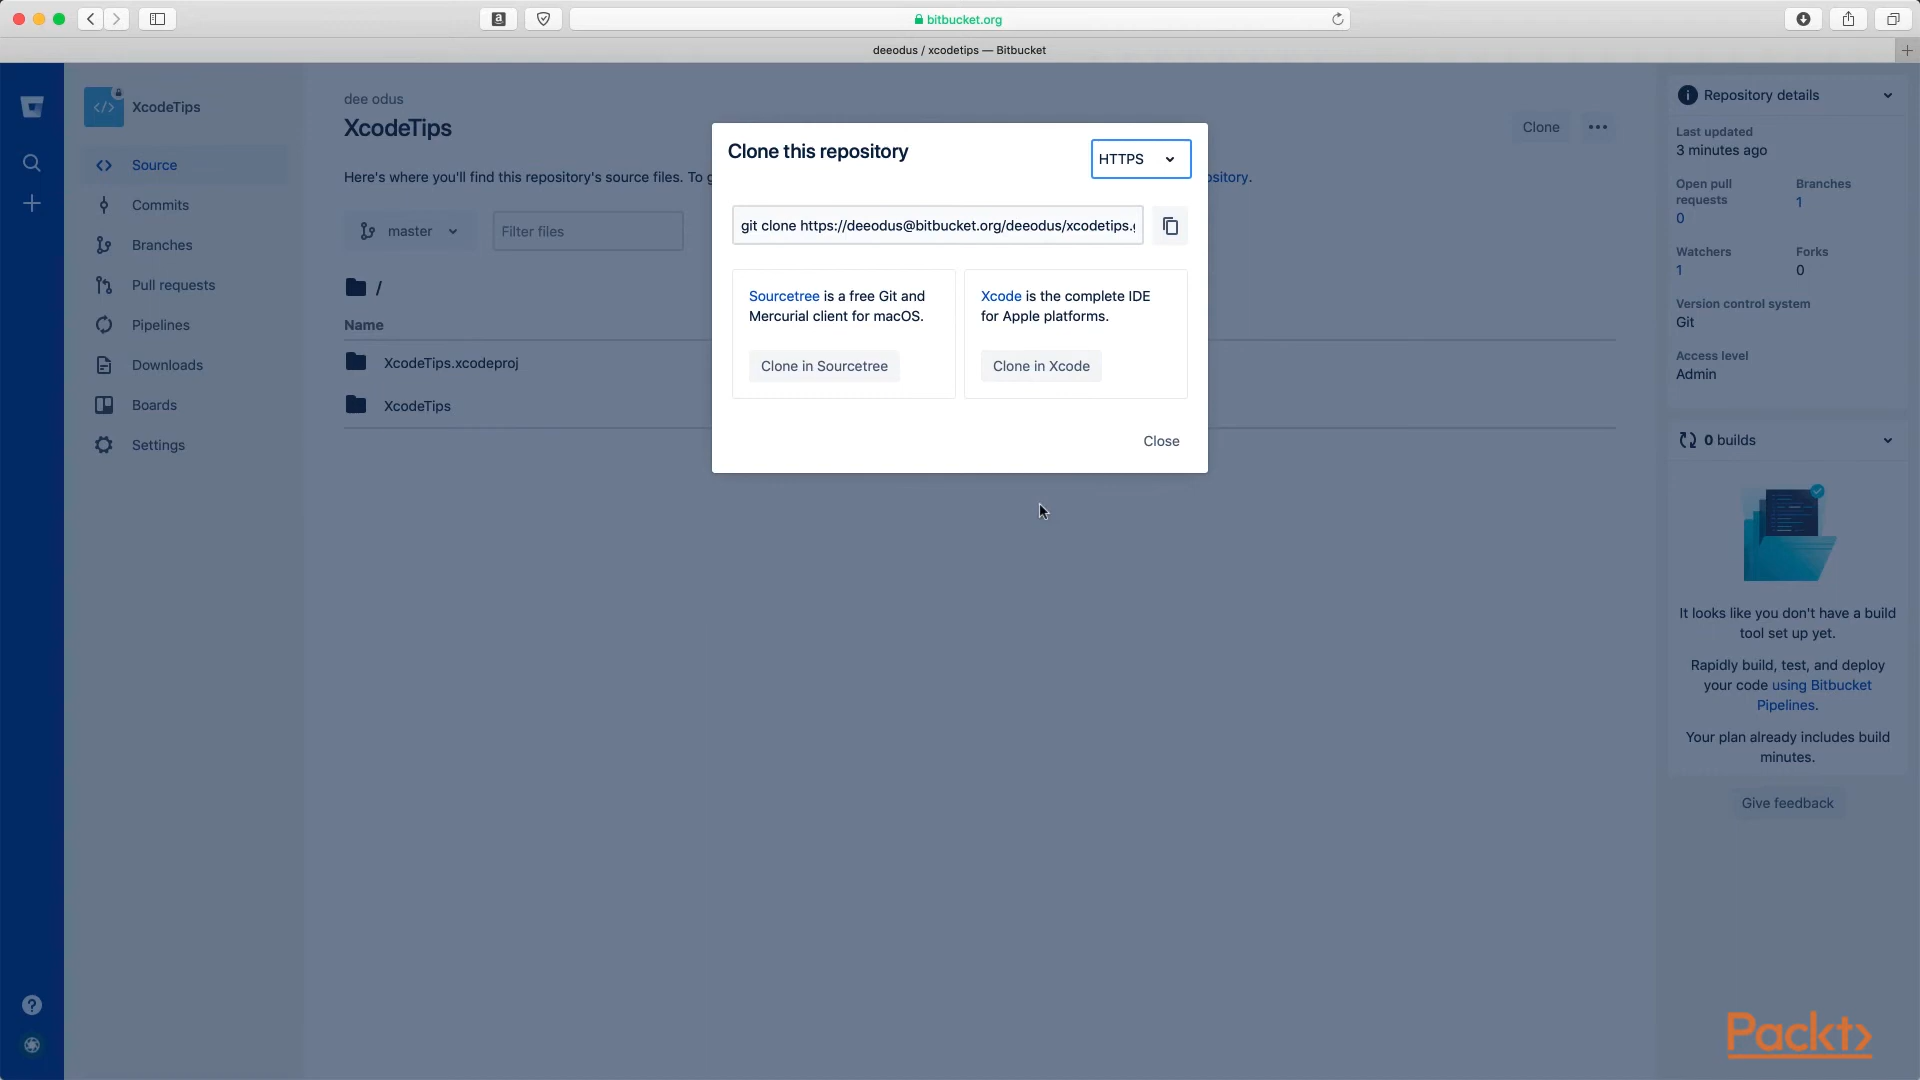 bitbucket.org
deeodus / xcodetips — Bitbucket
XcodeTips
Source
Commits
Branches
Pull requests
Pipelines
Downloads
Boards
Settings
dee odus
XcodeTips
Clone
Here's where you'll find this repository's source files. To
master
Filter files
/
Name
XcodeTips.xcodeproj
XcodeTips
Clone this repository
HTTPS
git clone https://deeodus@bitbucket.org/deeodus/xcodetips.
Sourcetree is a free Git and
Mercurial client for macOS.
Clone in Sourcetree
Xcode is the complete IDE
for Apple platforms.
Clone in Xcode
Close
Repository details
Last updated
3 minutes ago
Open pull
requests
0
Branches
1
Watchers
1
Forks
0
Version control system
Git
Access level
Admin
0 builds
It looks like you don't have a build
tool set up yet.
Rapidly build, test, and deploy
your code using Bitbucket
Pipelines.
Your plan already includes build
minutes.
Give feedback
Packt